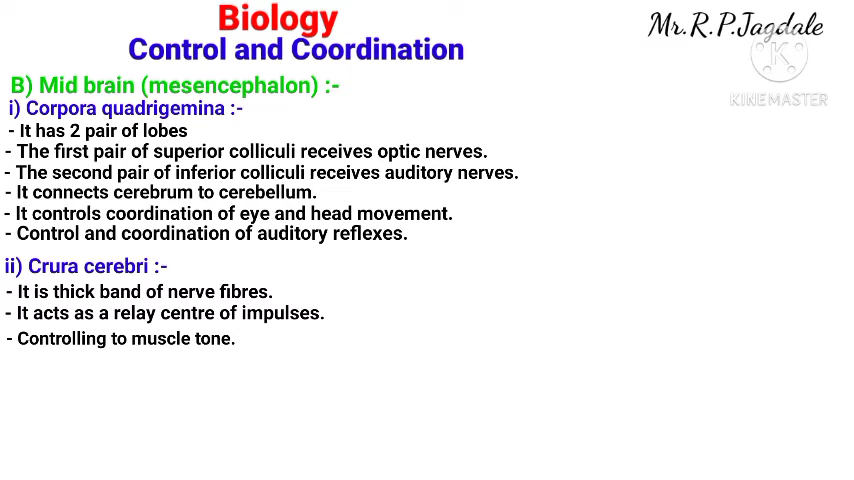 Biology
Mr.R.P.Jagdale
Control and Coordination
KINEMASTER
B) Mid brain (mesencephalon) :-
i) Corpora quadrigemina :-
- It has 2 pair of lobes
- The first pair of superior colliculi receives optic nerves.
- The second pair of inferior colliculi receives auditory nerves.
- It connects cerebrum to cerebellum.
- It controls coordination of eye and head movement.
- Control and coordination of auditory reflexes.
ii) Crura cerebri :-
- It is thick band of nerve fibres.
- It acts as a relay centre of impulses.
- Controlling to muscle tone.